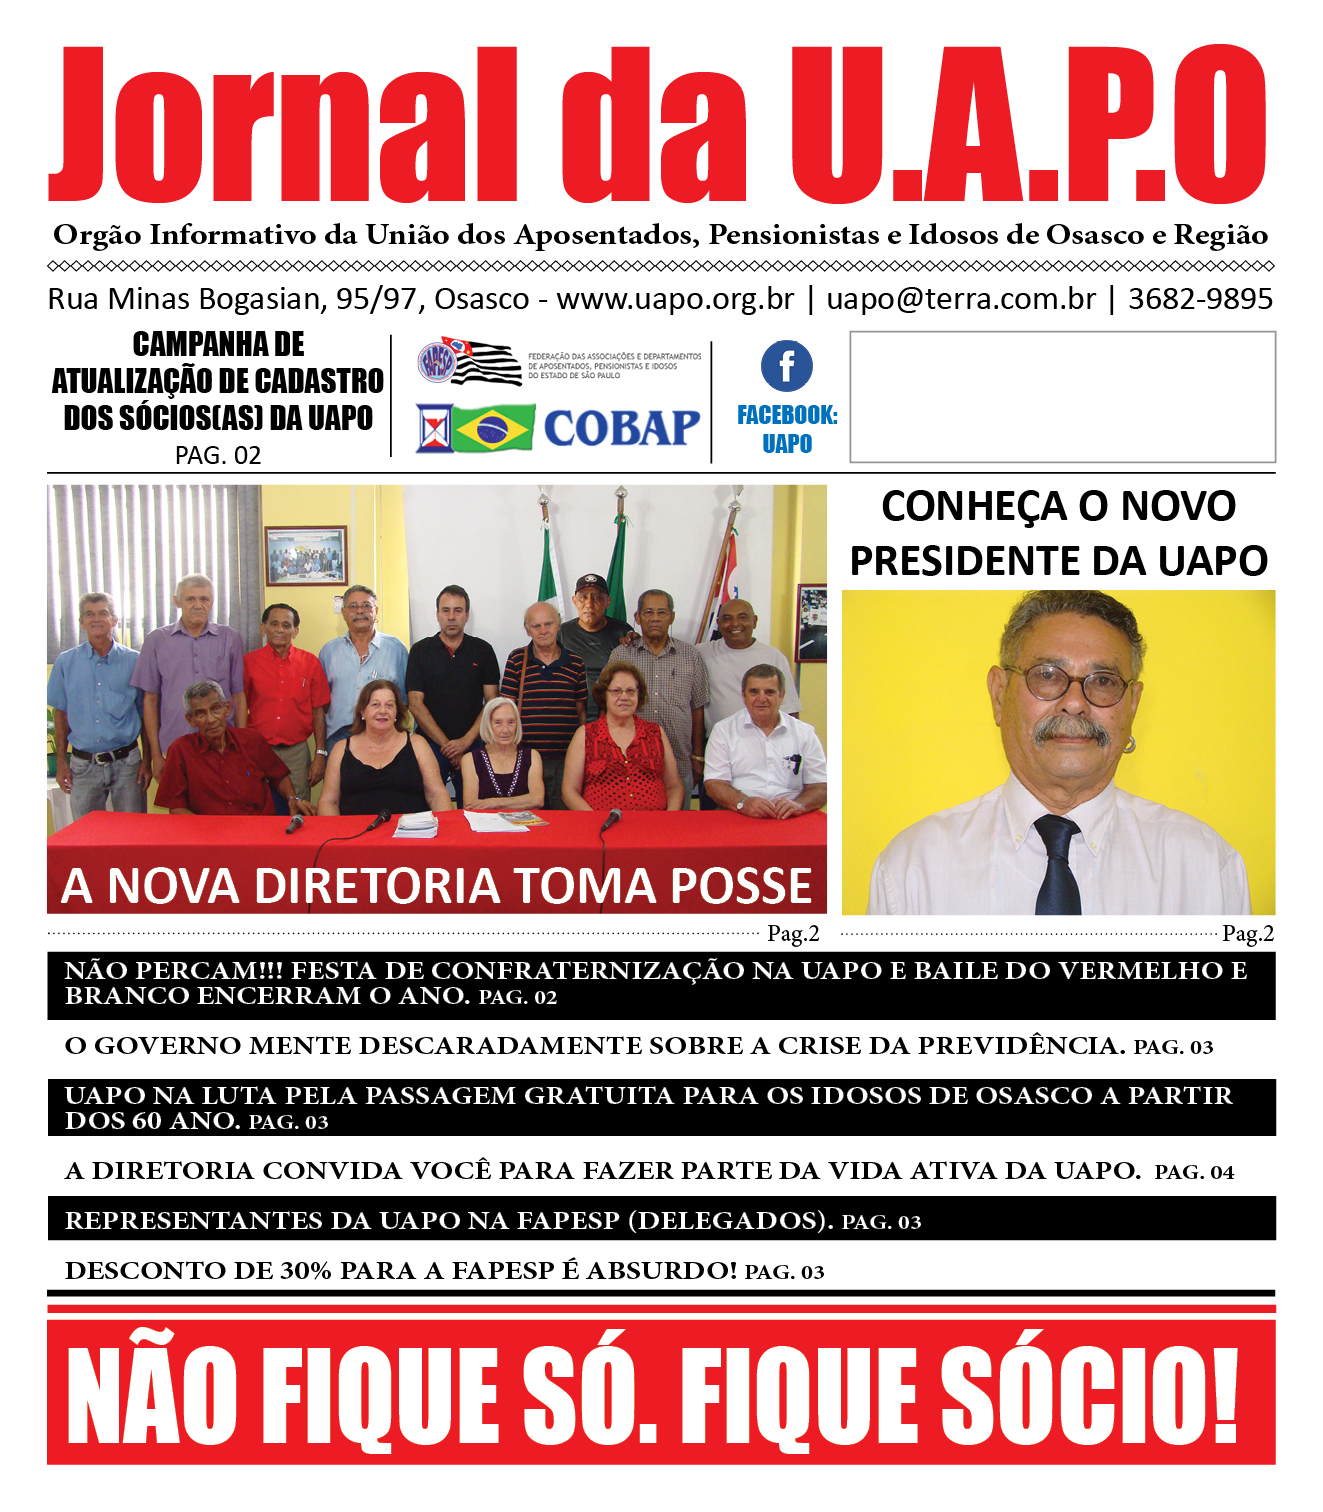 Jornal da U.A.P.O
Orgão Informativo da União dos Aposentados, Pensionistas e Idosos de Osasco e Região
Rua Minas Bogasian, 95/97, Osasco - www.uapo.org.br | uapo@terra.com.br | 3682-9895
CAMPANHA DE
ATUALIZAÇÃO DE CADASTRO
DOS SÓCIOS(AS) DA UAPO
PAG. 02
FAPESP
FEDERAÇÃO DAS ASSOCIAÇÕES E DEPARTAMENTOS
DE APOSENTADOS, PENSIONISTAS E IDOSOS
DO ESTADO DE SÃO PAULO
COBAP
FACEBOOK:
UAPO
CONHEÇA O NOVO
PRESIDENTE DA UAPO
A NOVA DIRETORIA TOMA POSSE
Pag.2
Pag.2
NÃO PERCAM!!! FESTA DE CONFRATERNIZAÇÃO NA UAPO E BAILE DO VERMELHO E
BRANCO ENCERRAM O ANO. PAG. 02
O GOVERNO MENTE DESCARADAMENTE SOBRE A CRISE DA PREVIDÊNCIA. PAG. 03
UAPO NA LUTA PELA PASSAGEM GRATUITA PARA OS IDOSOS DE OSASCO A PARTIR
DOS 60 ANO. PAG. 03
A DIRETORIA CONVIDA VOCÊ PARA FAZER PARTE DA VIDA ATIVA DA UAPO. PAG. 04
REPRESENTANTES DA UAPO NA FAPESP (DELEGADOS). PAG. 03
DESCONTO DE 30% PARA A FAPESP É ABSURDO! PAG. 03
NÃO FIQUE SÓ. FIQUE SÓCIO!